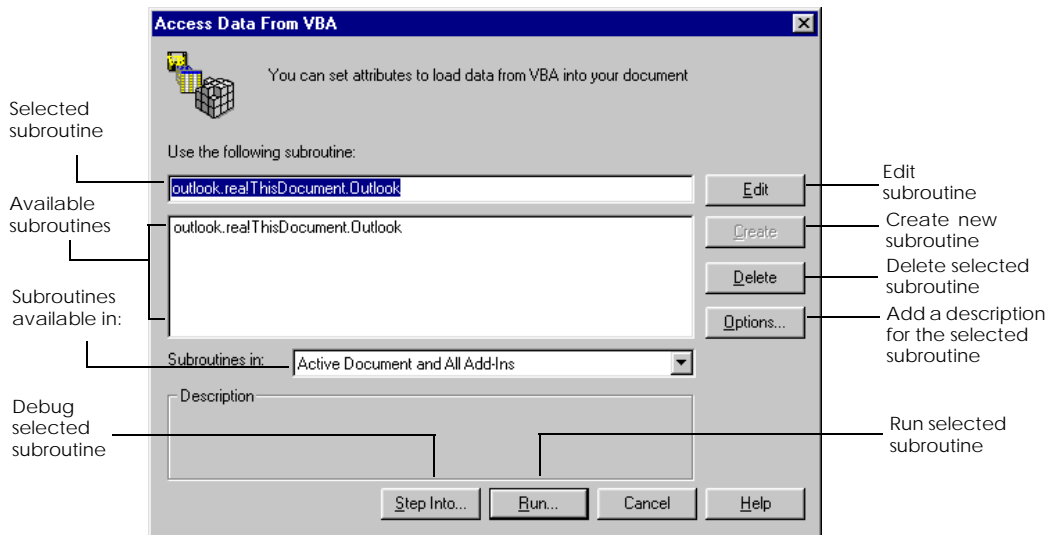 Access Data From VBA
You can set attributes to load data from VBA into your document
Selected
subroutine
Use the following subroutine:
outlook.rea!ThisDocument.Outlook
Edit
Edit
subroutine
Available
subroutines
outlook.rea!ThisDocument.Outlook
Create
Create new
subroutine
Delete
Delete selected
subroutine
Subroutines
available in:
Options...
Add a description
for the selected
subroutine
Subroutines in:
Active Document and All Add-Ins
Description
Debug
selected
subroutine
Run selected
subroutine
Step Into...
Run...
Cancel
Help